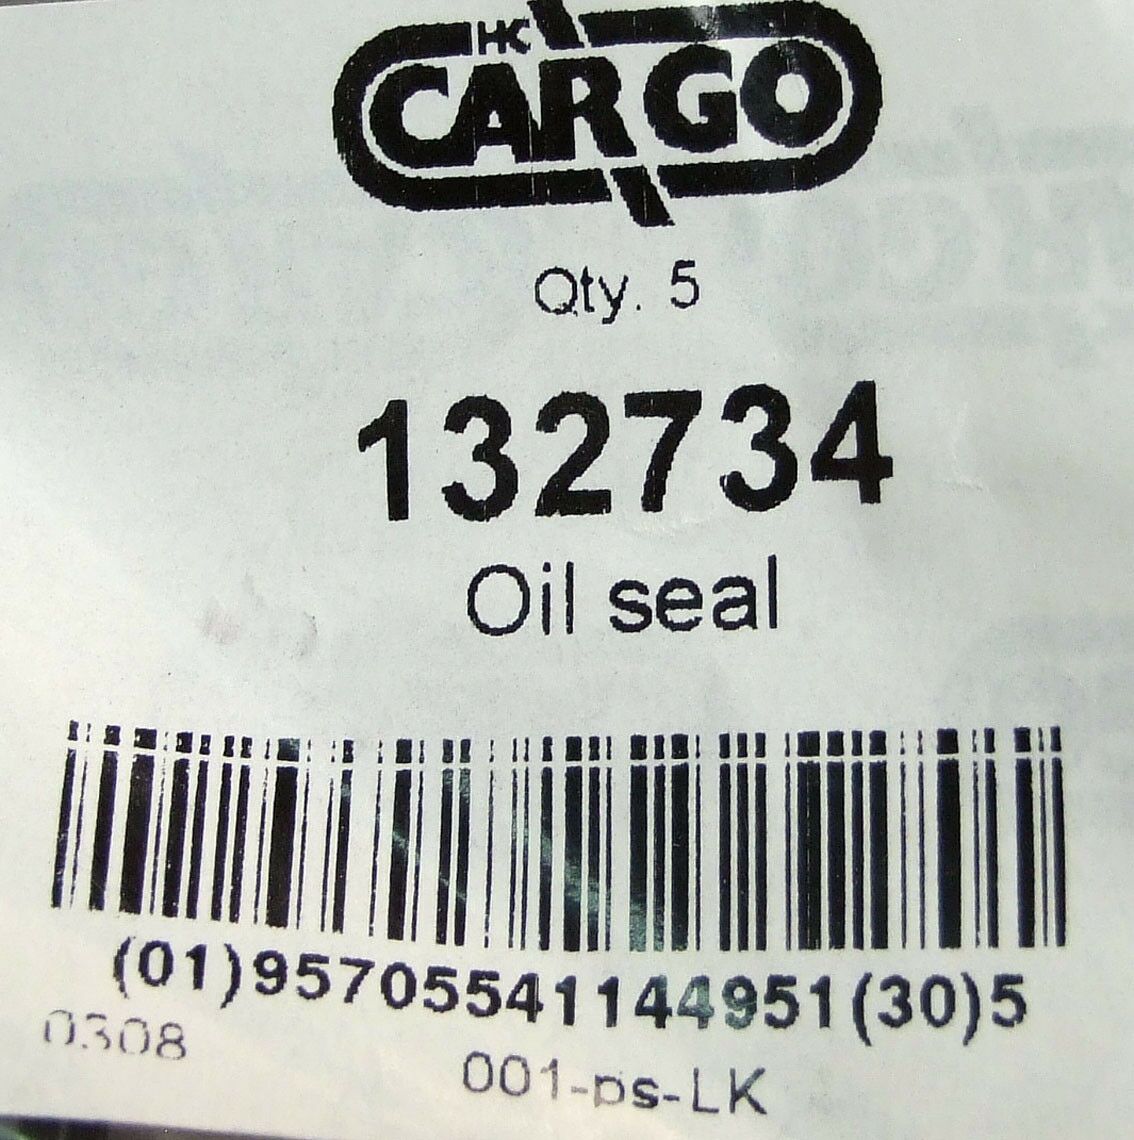 HC
CARGO
Qty. 5
132734
Oil seal
(01)95705541144951(30)5
0308
001-ps-LK